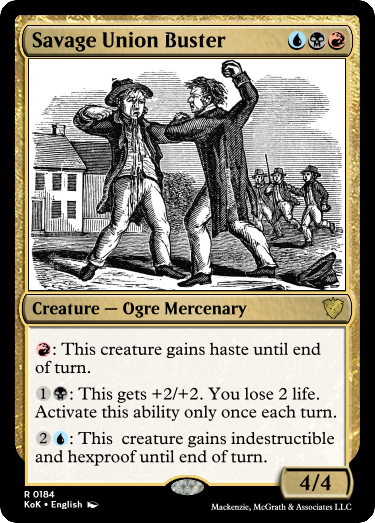 Savage Union Buster
Creature — Ogre Mercenary
: This creature gains haste until end
of turn.
1 : This gets +2/+2. You lose 2 life.
Activate this ability only once each turn.
2 : This creature gains indestructible
and hexproof until end of turn.
4/4
R 0184
KoK • English
Mackenzie, McGrath & Associates LLC